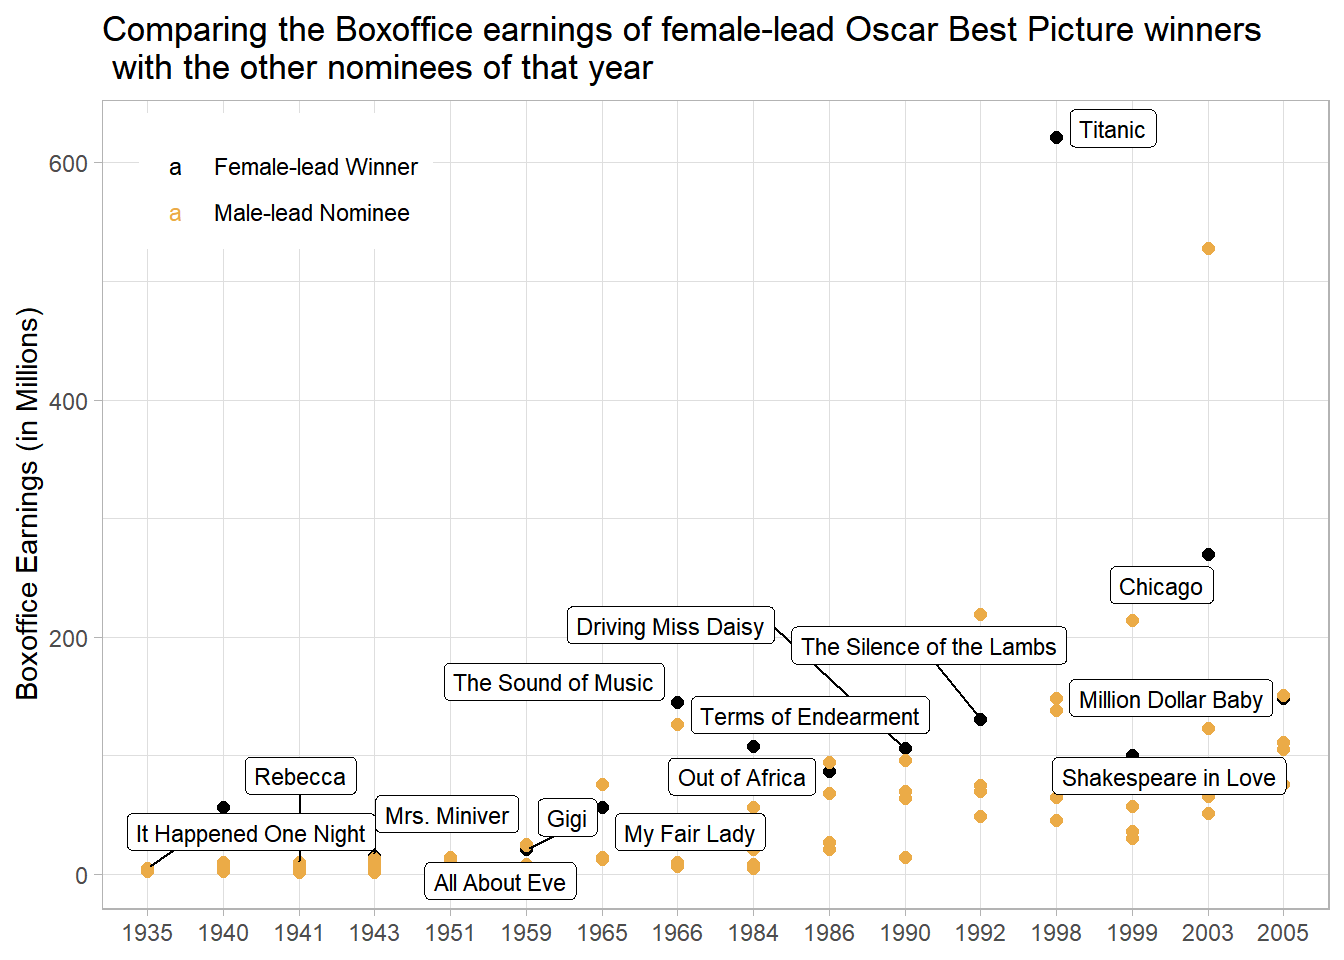 Comparing the Boxoffice earnings of female-lead Oscar Best Picture winners
with the other nominees of that year
a Female-lead Winner
a Male-lead Nominee
Boxoffice Earnings (in Millions)
600
400
200
0
Titanic
Chicago
Driving Miss Daisy
The Silence of the Lambs
The Sound of Music
Million Dollar Baby
Terms of Endearment
Rebecca
Out of Africa
Shakespeare in Love
Mrs. Miniver
Gigi
It Happened One Night
My Fair Lady
All About Eve
1935 1940 1941 1943 1951 1959 1965 1966 1984 1986 1990 1992 1998 1999 2003 2005